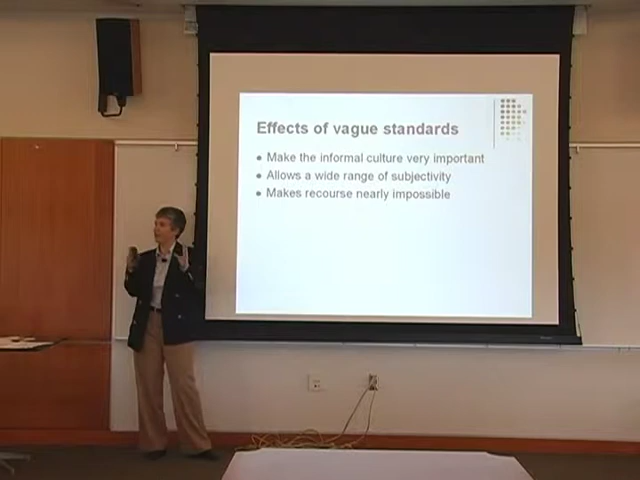 Effects of vague standards
● Make the informal culture very important
● Allows a wide range of subjectivity
● Makes recourse nearly impossible